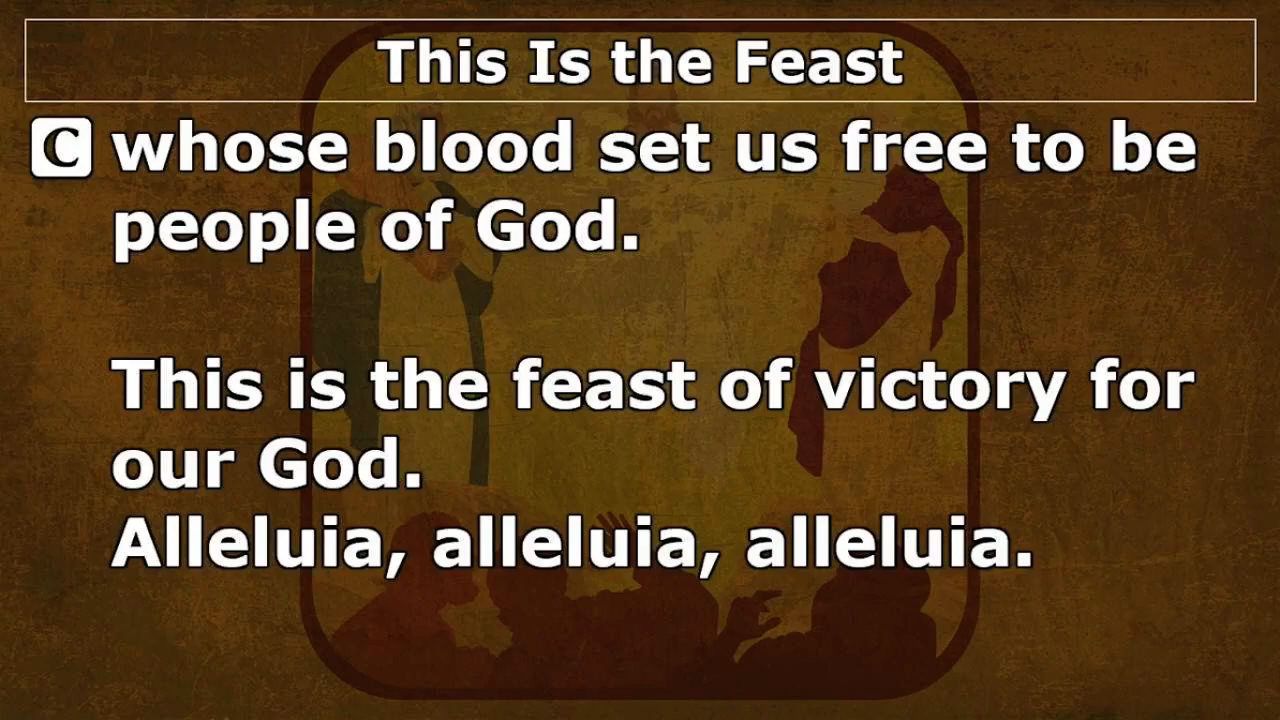 This Is the Feast
C whose blood set us free to be
people of God.
This is the feast of victory for
our God.
Alleluia, alleluia, alleluia.